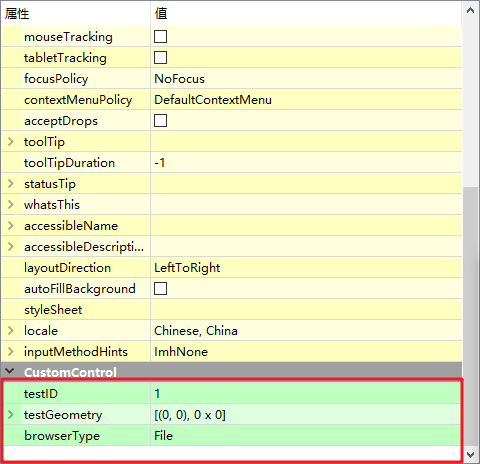 属性 值
mouseTracking
tabletTracking
focusPolicy NoFocus
contextMenuPolicy DefaultContextMenu
acceptDrops
toolTip
toolTipDuration -1
statusTip
whatsThis
accessibleName
accessibleDescripti...
layoutDirection LeftToRight
autoFillBackground
styleSheet
locale Chinese, China
inputMethodHints ImhNone
CustomControl
testID 1
testGeometry [(0, 0), 0 x 0]
browserType File